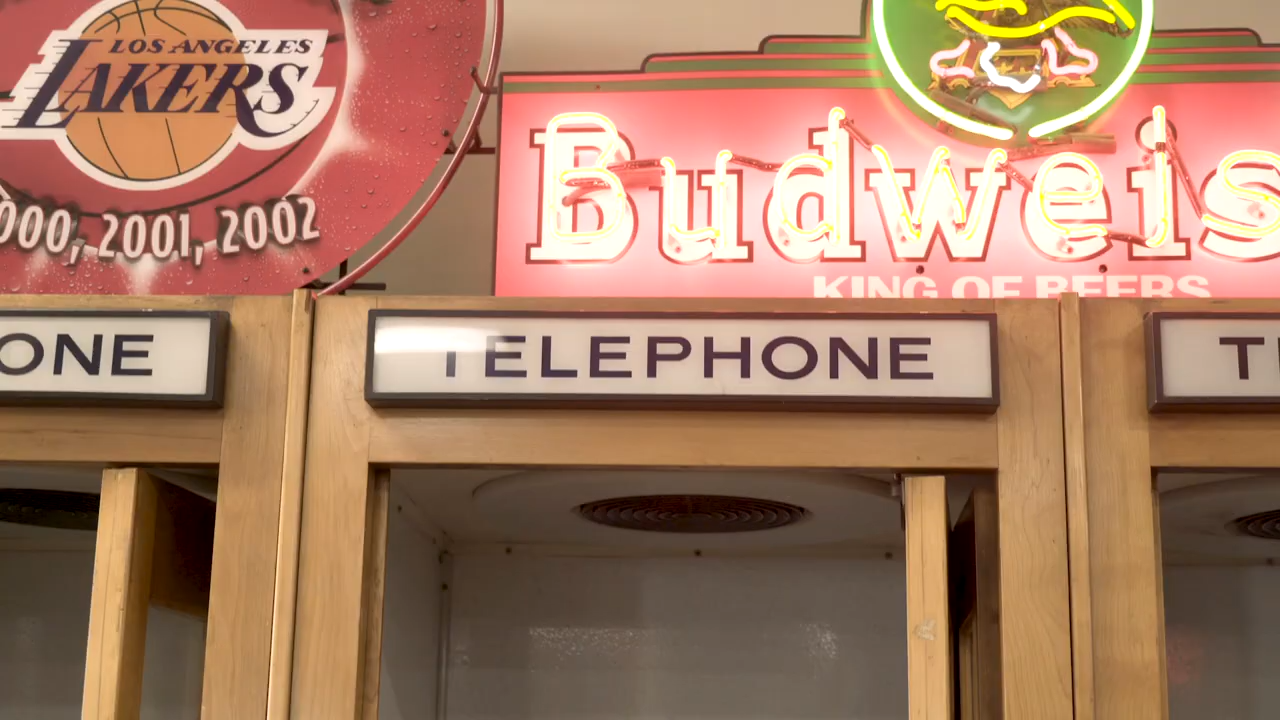 LOS ANGELES
LAKERS
000, 2001, 2002
Budweis
KING OF BEERS
ONE
TELEPHONE
T